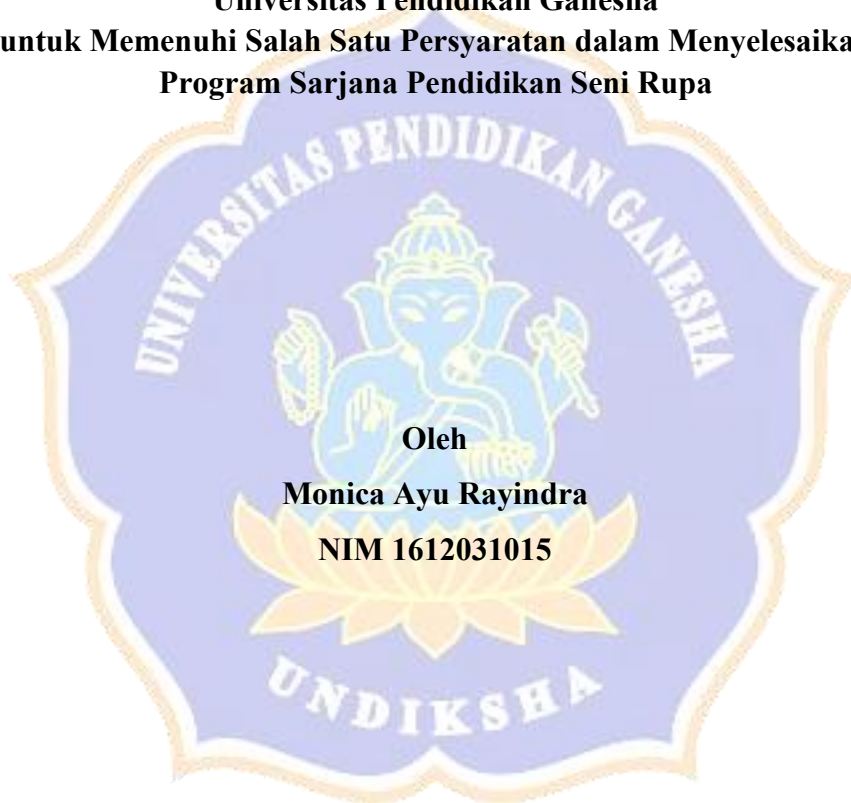 Universitas Pendidikan Ganesha
untuk Memenuhi Salah Satu Persyaratan dalam Menyelesaika
Program Sarjana Pendidikan Seni Rupa
UNIVERSITAS PENDIDIKAN GANESHA
Oleh
Monica Ayu Rayindra
NIM 1612031015
UNDIKSHA